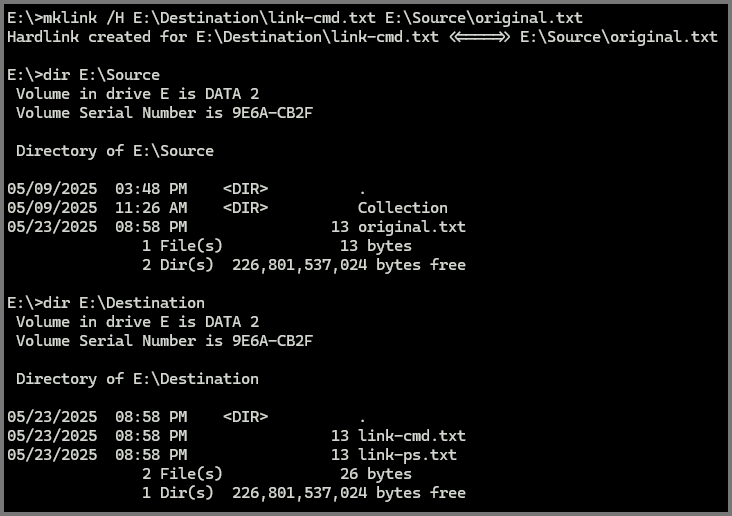 E:\>mklink /H E:\Destination\link-cmd.txt E:\Source\original.txt
Hardlink created for E:\Destination\link-cmd.txt <<===>> E:\Source\original.txt
E:\>dir E:\Source
Volume in drive E is DATA 2
Volume Serial Number is 9E6A-CB2F
Directory of E:\Source
05/09/2025 03:48 PM <DIR> .
05/09/2025 11:26 AM <DIR> Collection
05/23/2025 08:58 PM 13 original.txt
1 File(s) 13 bytes
2 Dir(s) 226,801,537,024 bytes free
E:\>dir E:\Destination
Volume in drive E is DATA 2
Volume Serial Number is 9E6A-CB2F
Directory of E:\Destination
05/23/2025 08:58 PM <DIR> .
05/23/2025 08:58 PM 13 link-cmd.txt
05/23/2025 08:58 PM 13 link-ps.txt
2 File(s) 26 bytes
1 Dir(s) 226,801,537,024 bytes free